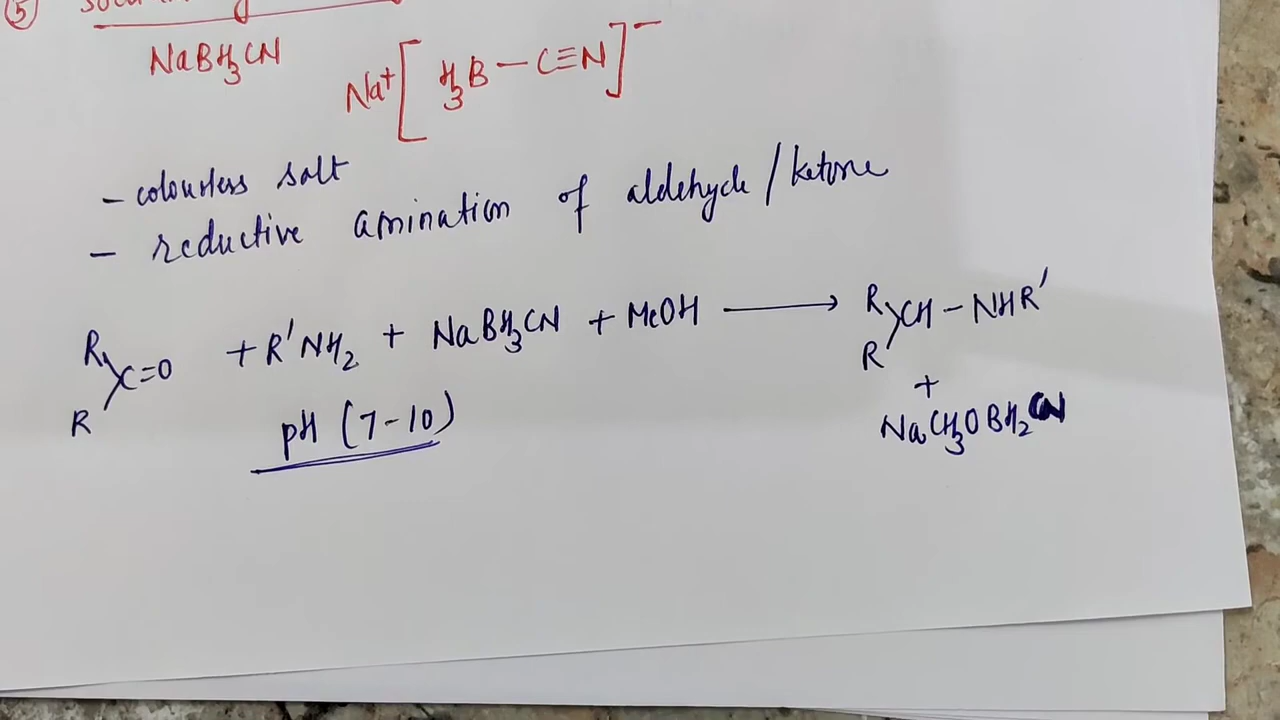 ⑤
NaBH₃CN
Na⁺[H₃B—C≡N]⁻
- colourless salt
- reductive amination of aldehyde/ketone
R
R
C=O + R'NH₂ + NaBH₃CN + MeOH ⟶ R
R
CH-NHR'
pH (7-10)
+
NaCH₃OBH₂CN